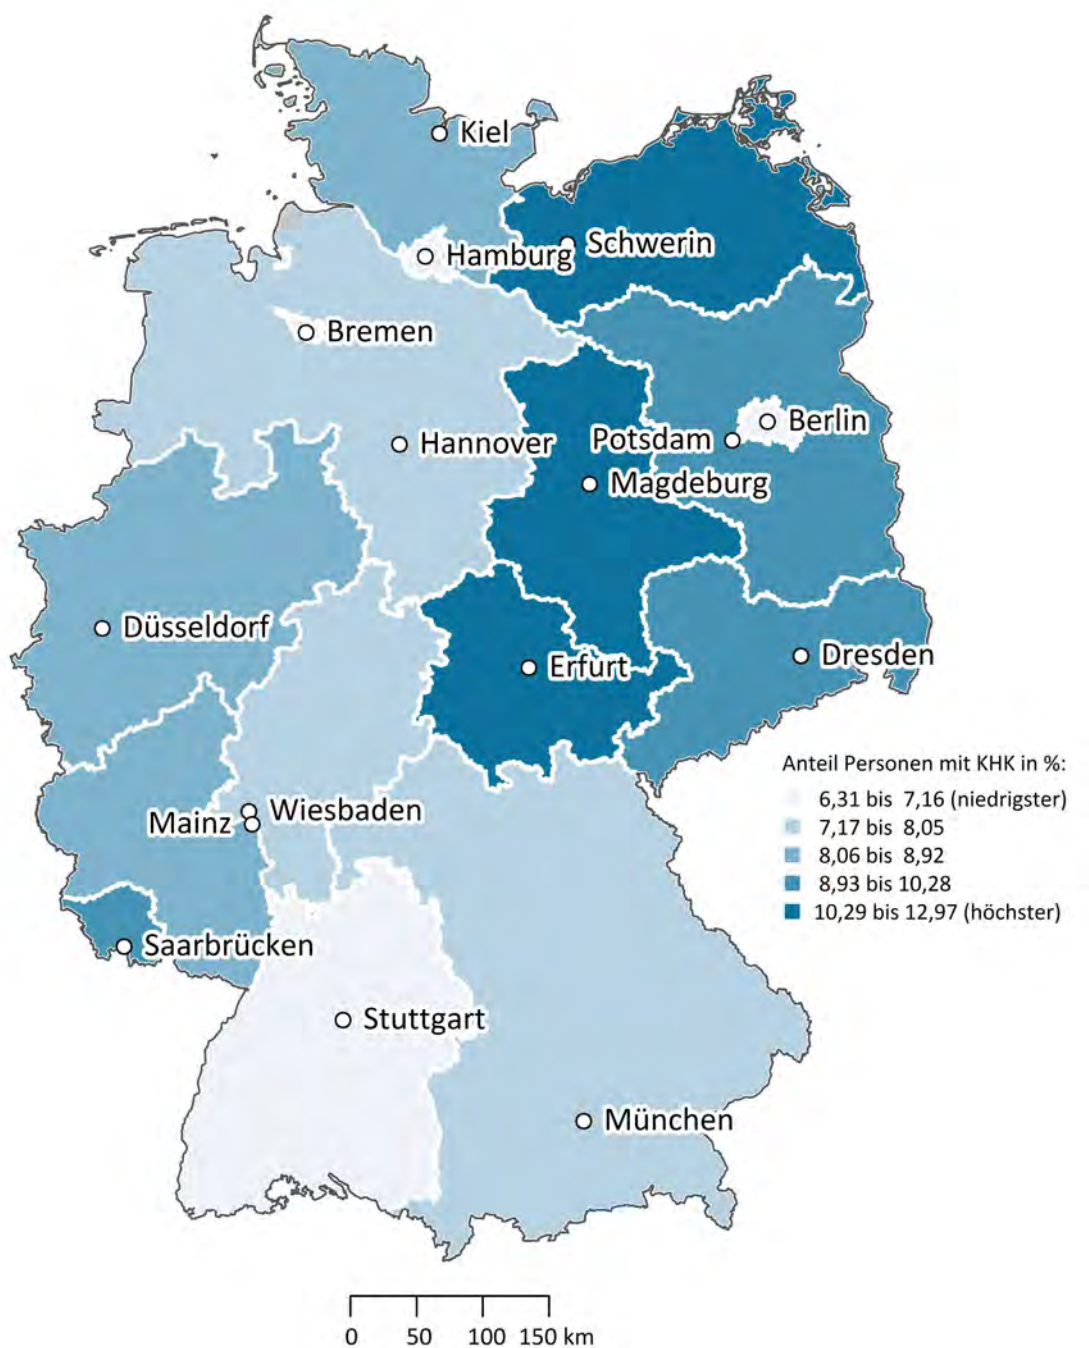 Kiel
Schwerin
Hamburg
Bremen
Berlin
Potsdam
Hannover
Magdeburg
Düsseldorf
Erfurt
Dresden
Wiesbaden
Mainz
Saarbrücken
Stuttgart
München
Anteil Personen mit KHK in %:
6,31 bis 7,16 (niedrigster)
7,17 bis 8,05
8,06 bis 8,92
8,93 bis 10,28
10,29 bis 12,97 (höchster)
0 50 100 150 km